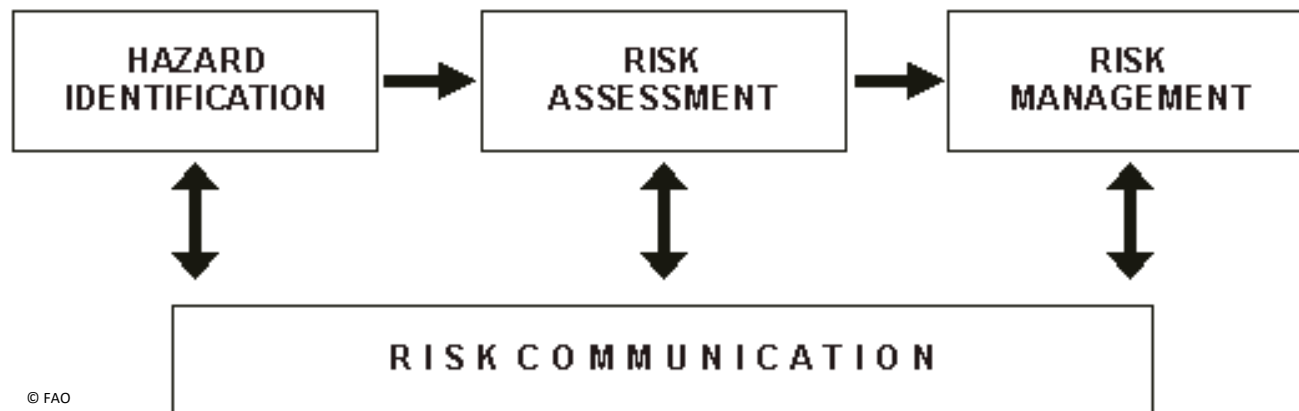 HAZARD
IDENTIFICATION
RISK
ASSESSMENT
RISK
MANAGEMENT
RISK COMMUNICATION
© FAO